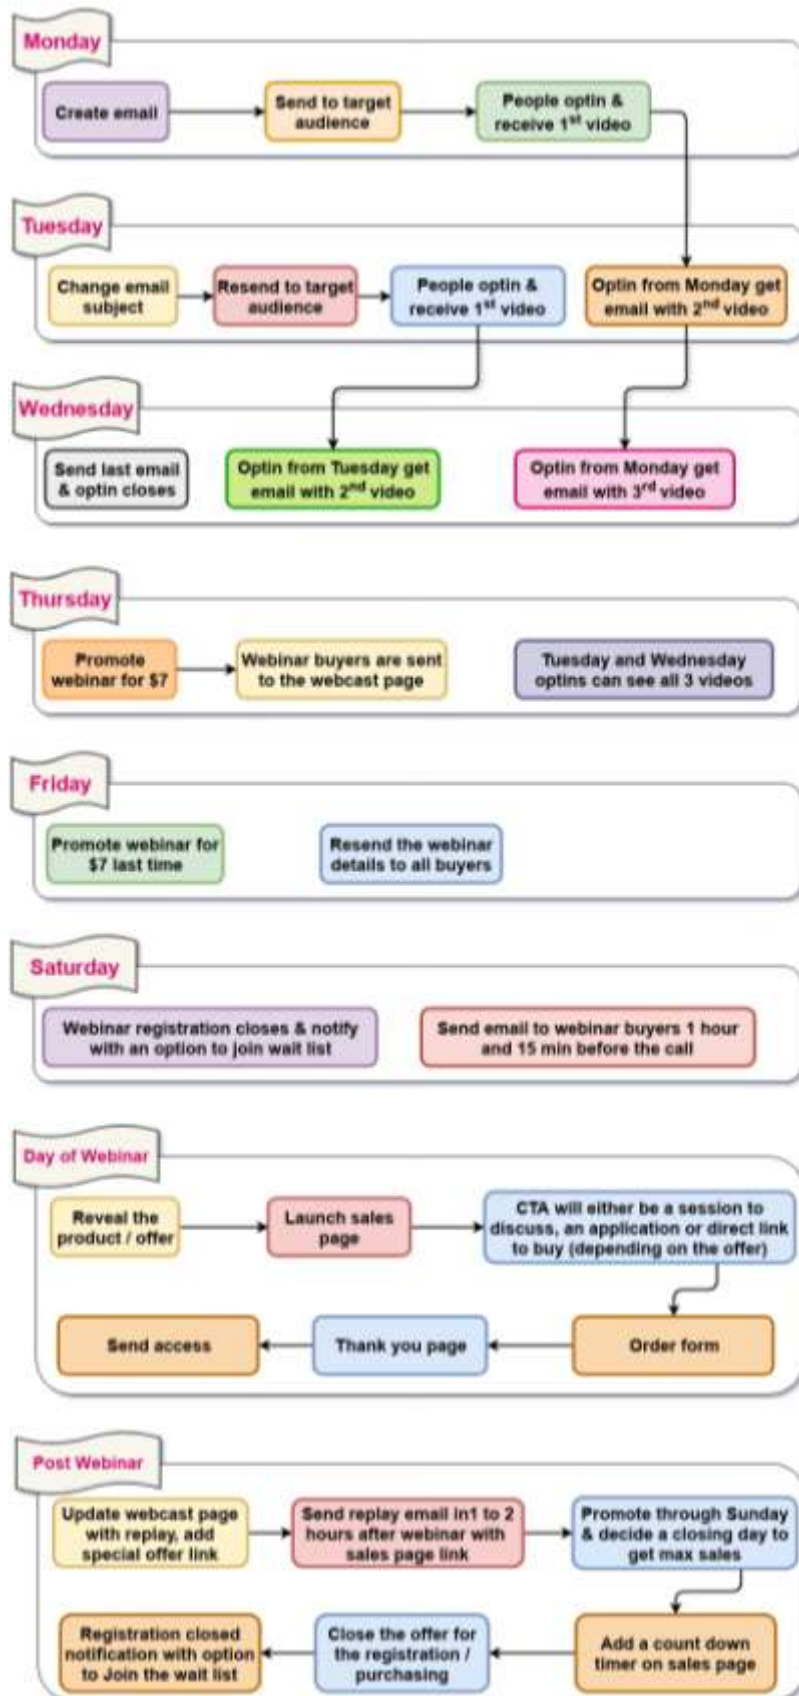 Monday
Create email
Send to target
audience
People optin &
receive 1st video
Tuesday
Change email
subject
Resend to target
audience
People optin &
receive 1st video
Optin from Monday get
email with 2nd video
Wednesday
Send last email
& optin closes
Optin from Tuesday get
email with 2nd video
Optin from Monday get
email with 3rd video
Thursday
Promote
webinar for $7
Webinar buyers are sent
to the webcast page
Tuesday and Wednesday
optins can see all 3 videos
Friday
Promote webinar for
$7 last time
Resend the webinar
details to all buyers
Saturday
Webinar registration closes & notify
with an option to join wait list
Send email to webinar buyers 1 hour
and 15 min before the call
Day of Webinar
Reveal the
product / offer
Launch sales
page
CTA will either be a session to
discuss, an application or direct link
to buy (depending on the offer)
Send access
Thank you page
Order form
Post Webinar
Update webcast page
with replay, add
special offer link
Send replay email in1 to 2
hours after webinar with
sales page link
Promote through Sunday
& decide a closing day to
get max sales
Registration closed
notification with option
to Join the wait list
Close the offer for
the registration /
purchasing
Add a count down
timer on sales page